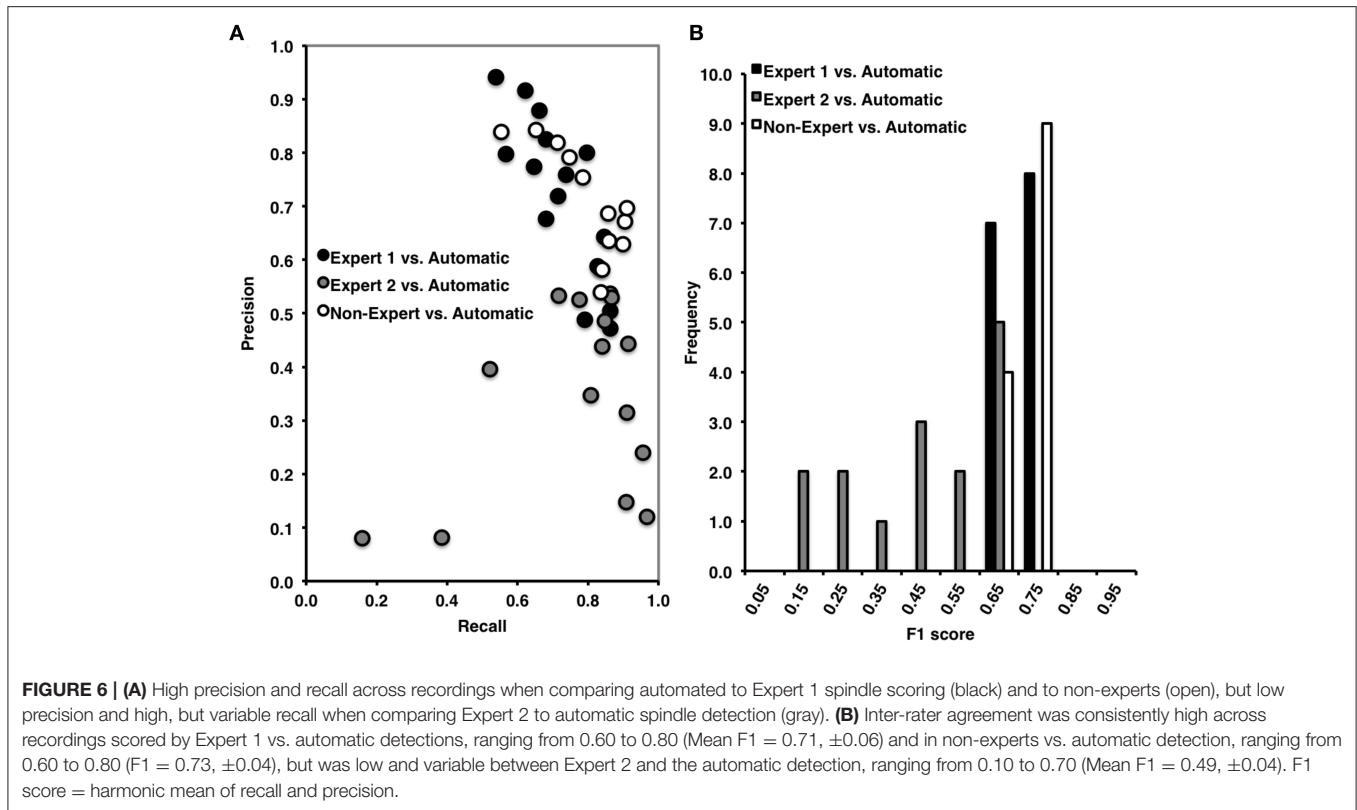 A
1.0
0.9
0.8
0.7
0.6
0.5
0.4
0.3
0.2
0.1
0.0
Precision
Expert 1 vs. Automatic
Expert 2 vs. Automatic
Non-Expert vs. Automatic
0.0 0.2 0.4 0.6 0.8 1.0
Recall
B
Expert 1 vs. Automatic
Expert 2 vs. Automatic
Non-Expert vs. Automatic
10.0
9.0
8.0
7.0
6.0
5.0
4.0
3.0
2.0
1.0
0.0
Frequency
0.05 0.15 0.25 0.35 0.45 0.55 0.65 0.75 0.85 0.95
F1 score
FIGURE 6 | (A) High precision and recall across recordings when comparing automated to Expert 1 spindle scoring (black) and to non-experts (open), but low
precision and high, but variable recall when comparing Expert 2 to automatic spindle detection (gray). (B) Inter-rater agreement was consistently high across
recordings scored by Expert 1 vs. automatic detections, ranging from 0.60 to 0.80 (Mean F1 = 0.71, ±0.06) and in non-experts vs. automatic detection, ranging from
0.60 to 0.80 (F1 = 0.73, ±0.04), but was low and variable between Expert 2 and the automatic detection, ranging from 0.10 to 0.70 (Mean F1 = 0.49, ±0.04). F1
score = harmonic mean of recall and precision.